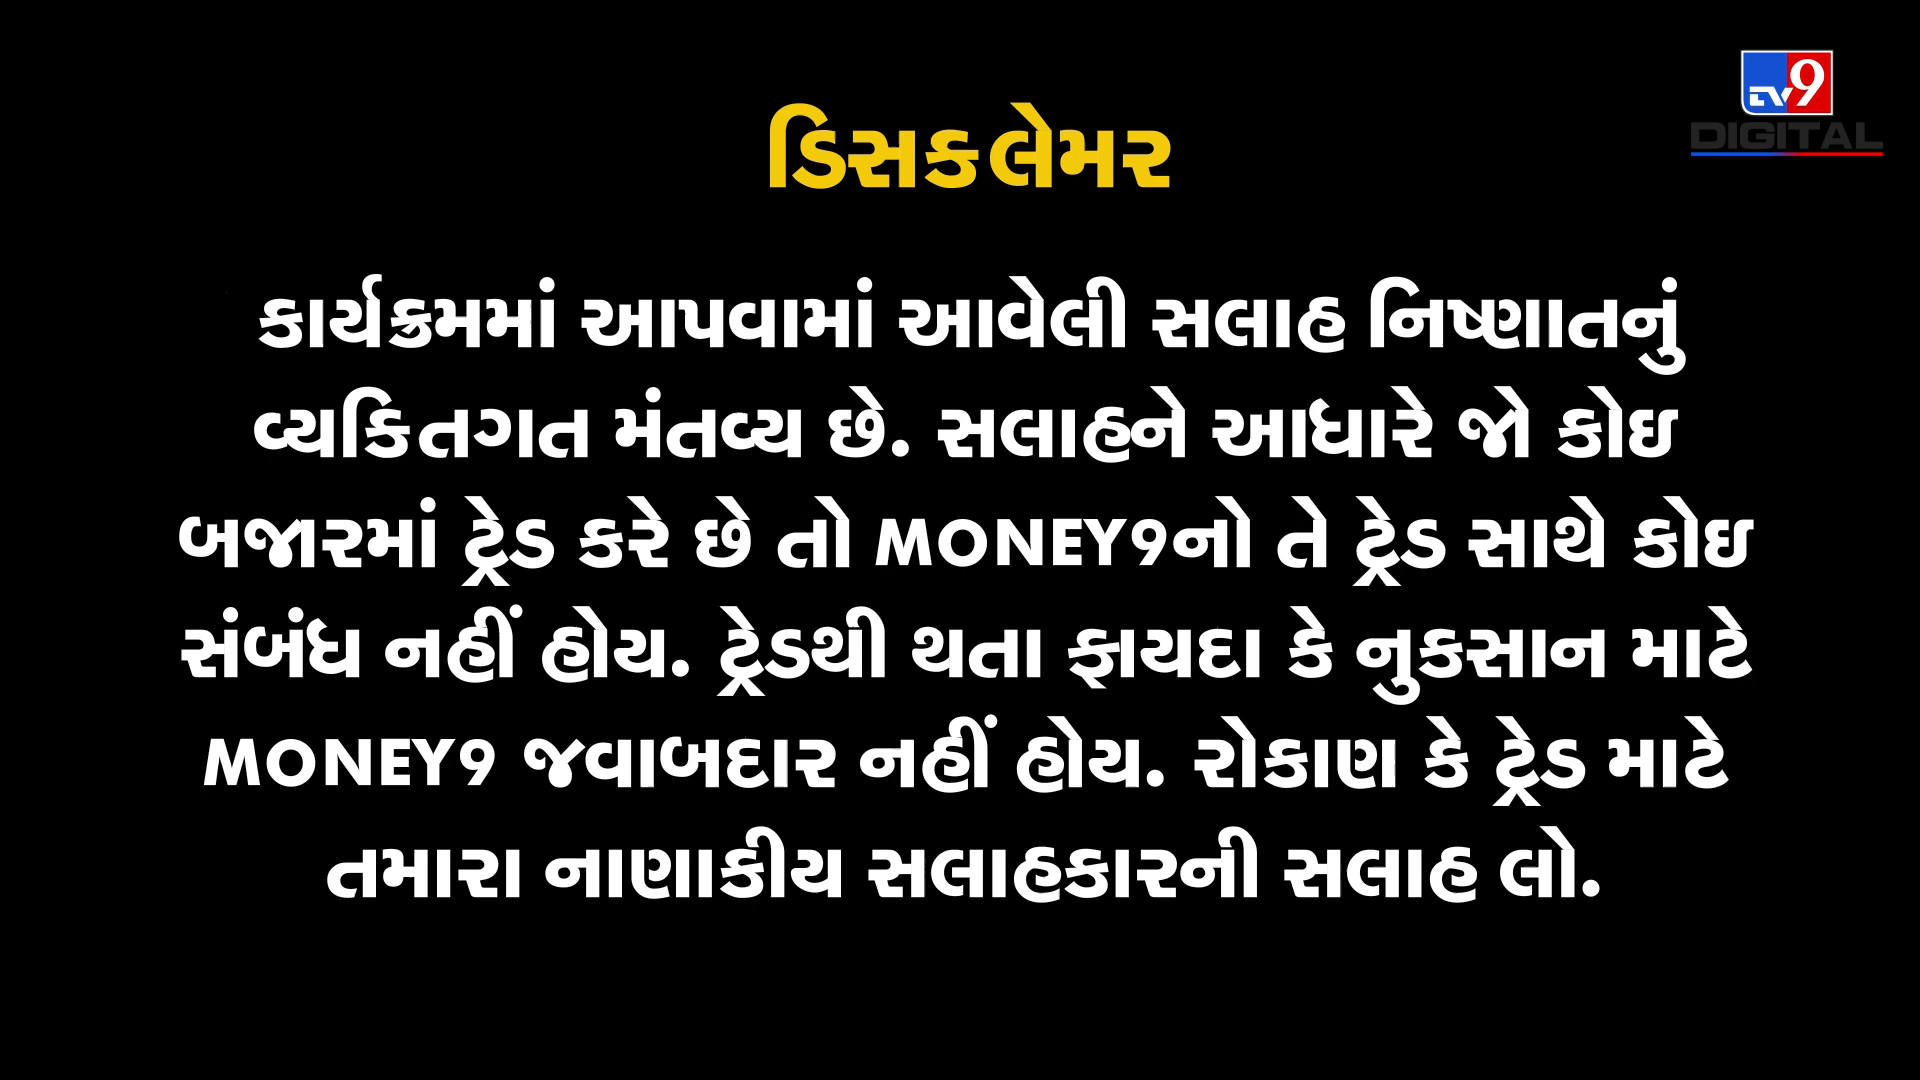 TV9
DIGITAL
ડિસકલેમર
કાર્યક્રમમાં આપવામાં આવેલી સલાહ નિષ્ણાતનું
વ્યકિતગત મંતવ્ય છે. સલાહને આધારે જો કોઇ
બજારમાં ટ્રેડ કરે છે તો MONEY9નો તે ટ્રેડ સાથે કોઇ
સંબંધ નહીં હોય. ટ્રેડથી થતા ફાયદા કે નુકસાન માટે
MONEY9 જવાબદાર નહીં હોય. રોકાણ કે ટ્રેડ માટે
તમારા નાણાકીય સલાહકારની સલાહ લો.